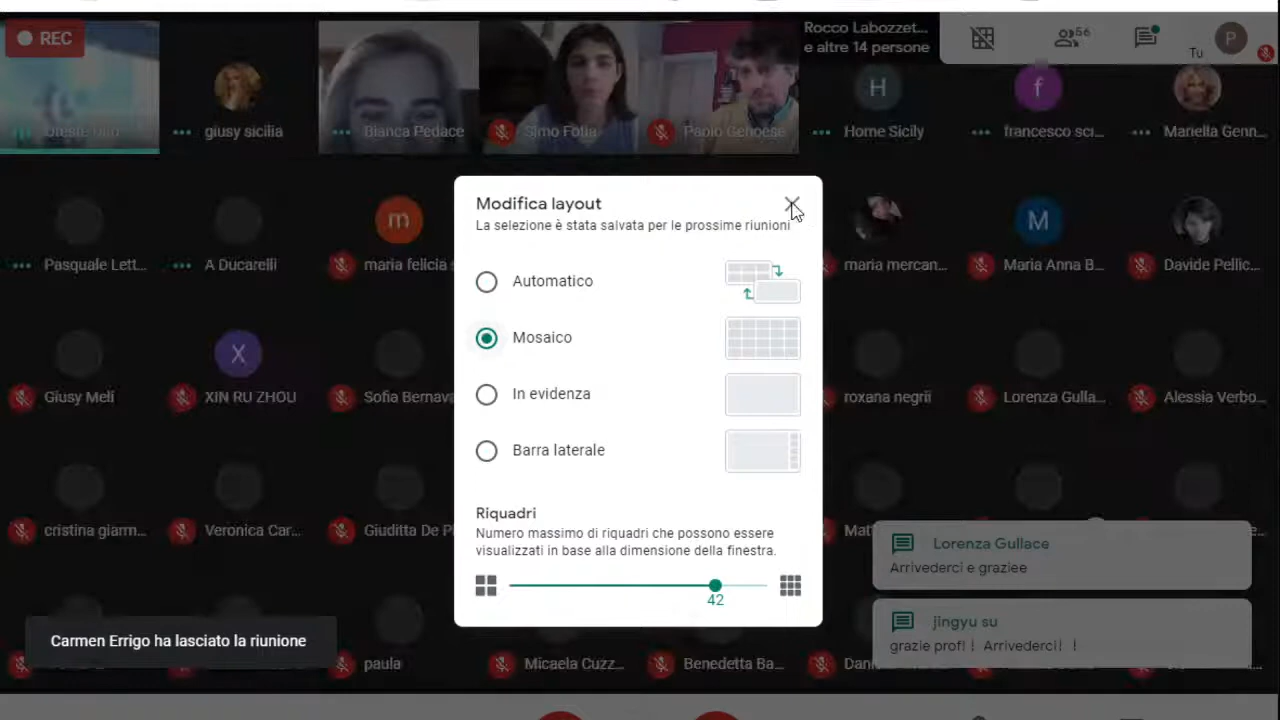 REC
Rocco Labozzet...
e altre 14 persone
56
Tu
P
giusy sicilia
Bianca Pedace
Simo Fotia
Paolo Genoese
H
Home Sicily
f
francesco sci...
Mariella Genn...
Pasquale Lett...
A Ducarelli
m
maria felicia
maria mercan...
M
Maria Anna B...
Davide Pellic...
Modifica layout
La selezione è stata salvata per le prossime riunioni
Automatico
Mosaico
In evidenza
Barra laterale
Riquadri
Numero massimo di riquadri che possono essere
visualizzati in base alla dimensione della finestra.
42
Giusy Meli
X
XIN RU ZHOU
Sofia Bernava
roxana negrii
Lorenza Gulla...
Alessia Verbo...
cristina giarm...
Veronica Car...
Giuditta De P
Lorenza Gullace
Arrivederci e graziee
jingyu su
grazie profi！ Arrivederci！！
Carmen Errigo ha lasciato la riunione
paula
Micaela Cuzz...
Benedetta Ba...